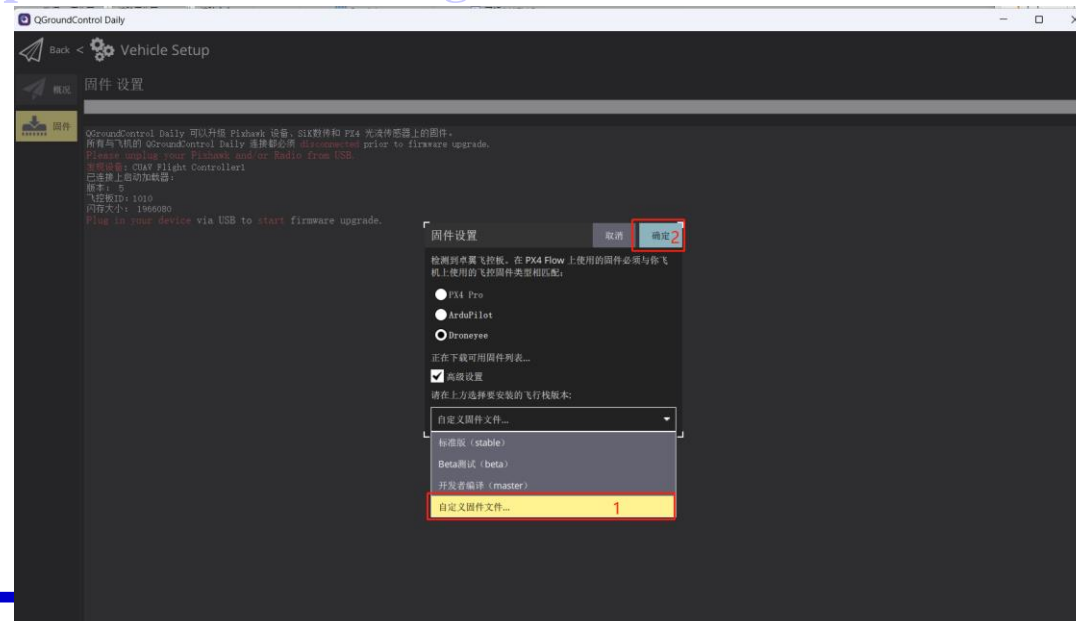 QGroundControl Daily
Back < Vehicle Setup
概况
固件 设置
固件
QGroundControl Daily 可以升级 Pixhawk 设备、SiK数传和 PX4 光流传感器上的固件。
所有与飞机的 QGroundControl Daily 连接都必须 disconnected prior to firmware upgrade.
Please unplug your Pixhawk and/or Radio from USB.
发现设备: CUAV Flight Controller1
已连接上启动加载器:
版本: 5
飞控板ID: 1010
闪存大小: 1966080
Plug in your device via USB to start firmware upgrade.
固件设置
取消
确定 2
检测到卓翼飞控板。在 PX4 Flow 上使用的固件必须与你飞
机上使用的飞控固件类型相匹配:
PX4 Pro
ArduPilot
Droneyee
正在下载可用固件列表...
高级设置
请在上方选择要安装的飞行栈版本:
自定义固件文件...
标准版（stable）
Beta测试（beta）
开发者编译（master）
自定义固件文件... 1